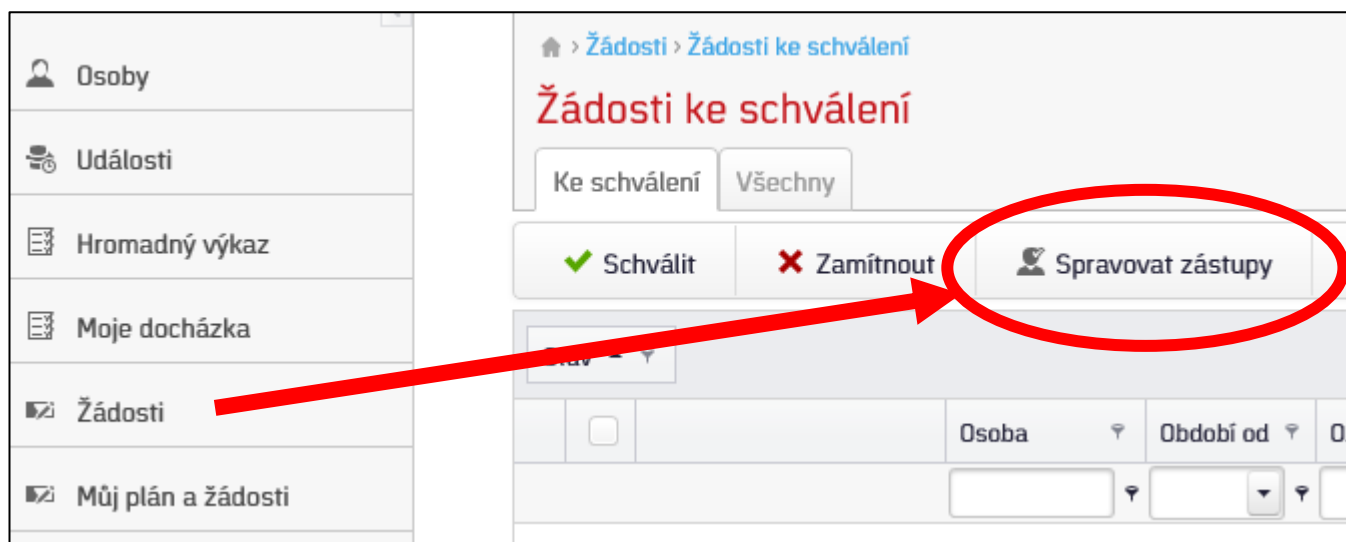 Osoby
Události
Hromadný výkaz
Moje docházka
Žádosti
Můj plán a žádosti
› Žádosti › Žádosti ke schválení
Žádosti ke schválení
Ke schválení Všechny
Schválit Zamítnout Spravovat zástupy
Osoba Období od